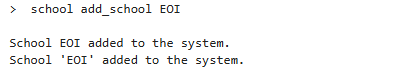 > school add_school EOI
School EOI added to the system.
School 'EOI' added to the system.